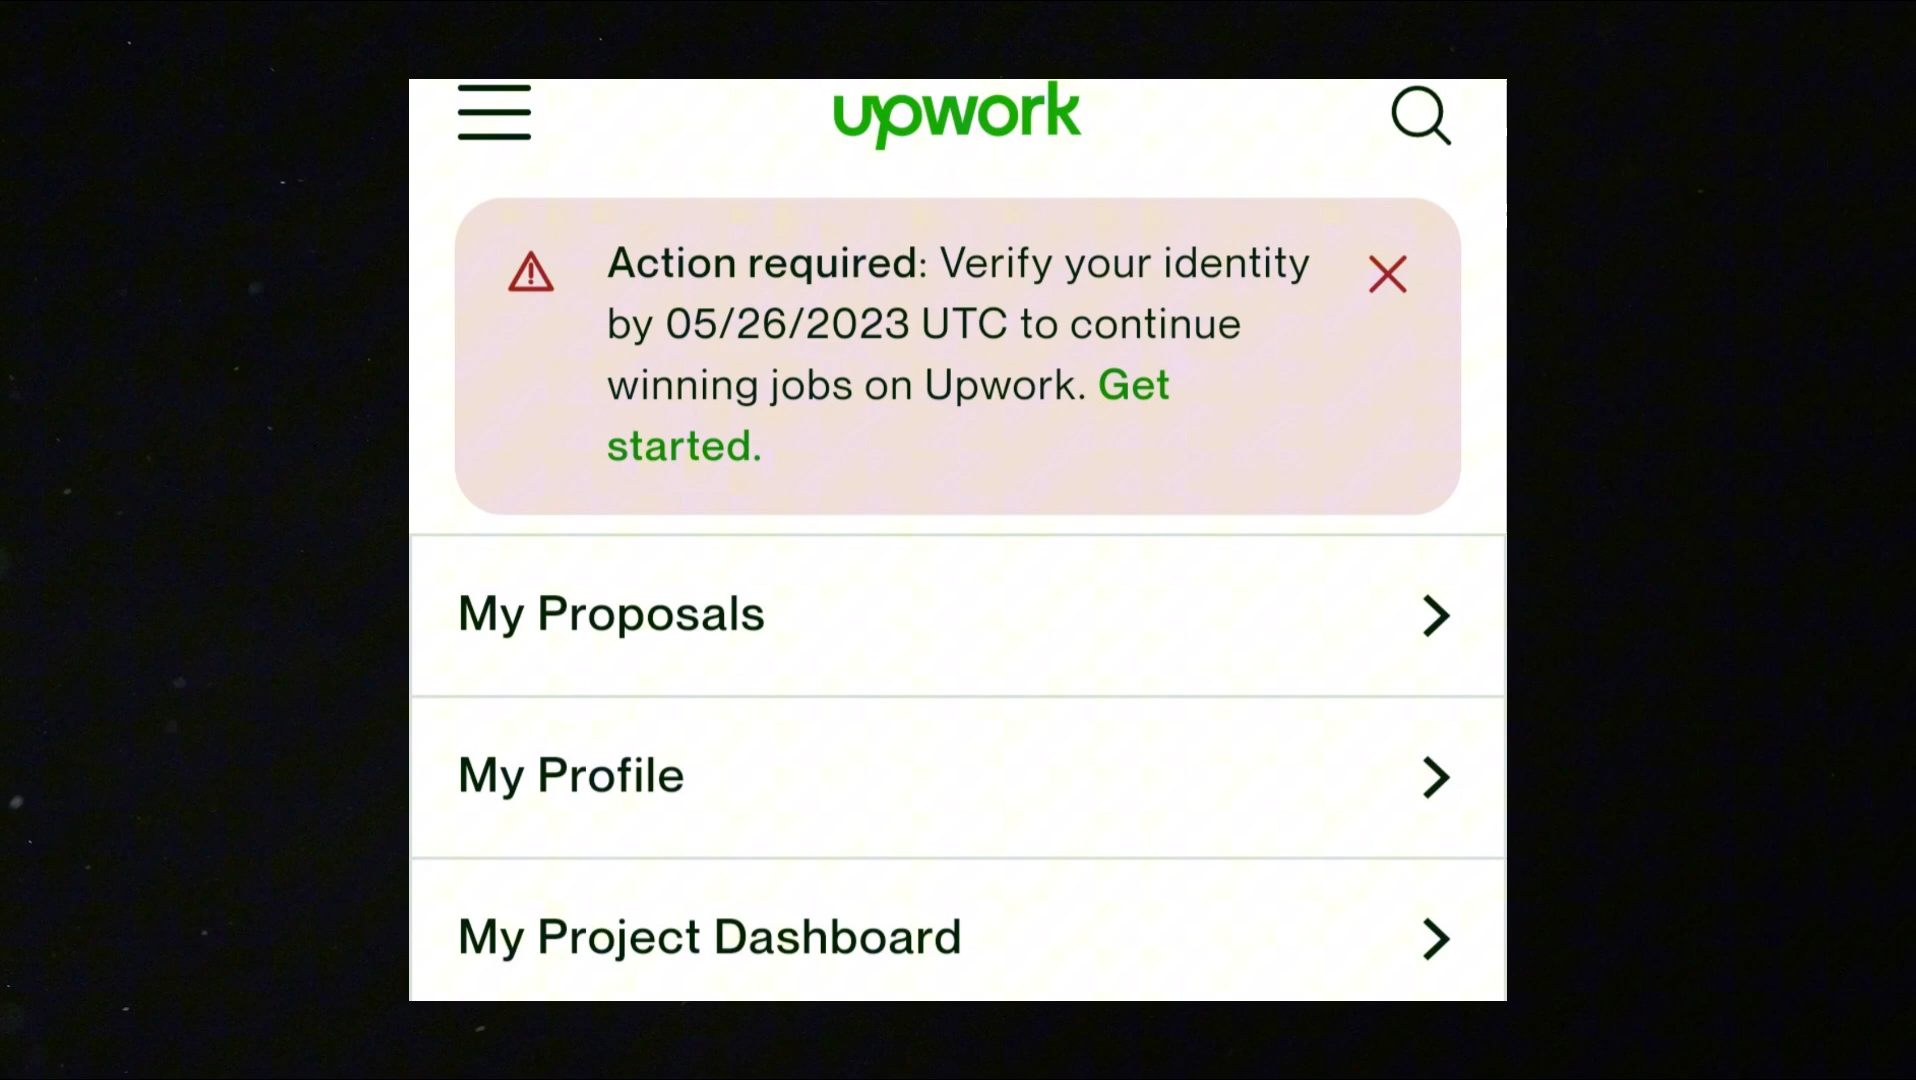 upwork
Action required: Verify your identity
by 05/26/2023 UTC to continue
winning jobs on Upwork. Get
started.
My Proposals
My Profile
My Project Dashboard